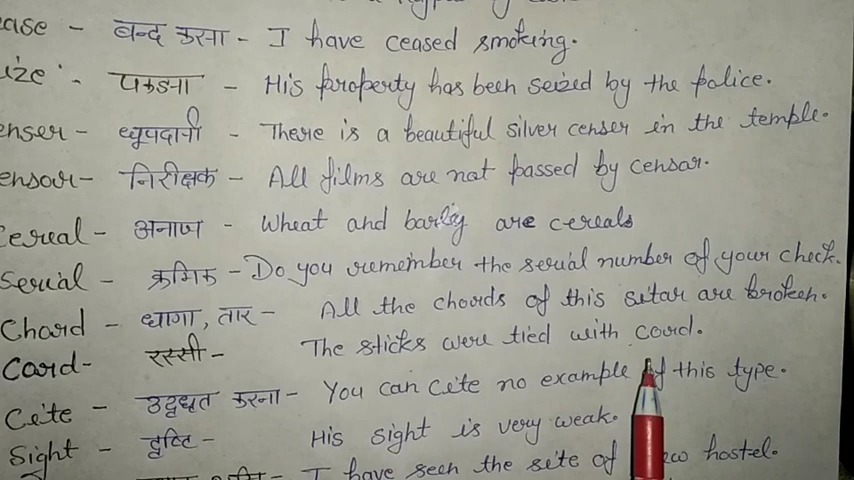 ease - बन्द करना - I have ceased smoking.
ize - पकडना - His property has been seized by the police.
enser - धूपदानी - There is a beautiful silver censer in the temple.
ensor - निरीक्षक - All films are not passed by censar.
Cereal - अनाज - Wheat and barley are cereals
Serial - क्रमिक - Do you remember the serial number of your check.
Chord - धागा, तार - All the chords of this sitar are broken.
Cord - रस्सी - The sticks were tied with cord.
Cite - उद्धृत करना - You can cite no example of this type.
Sight - दृष्टि - His sight is very weak.
I have seen the site of hostel.